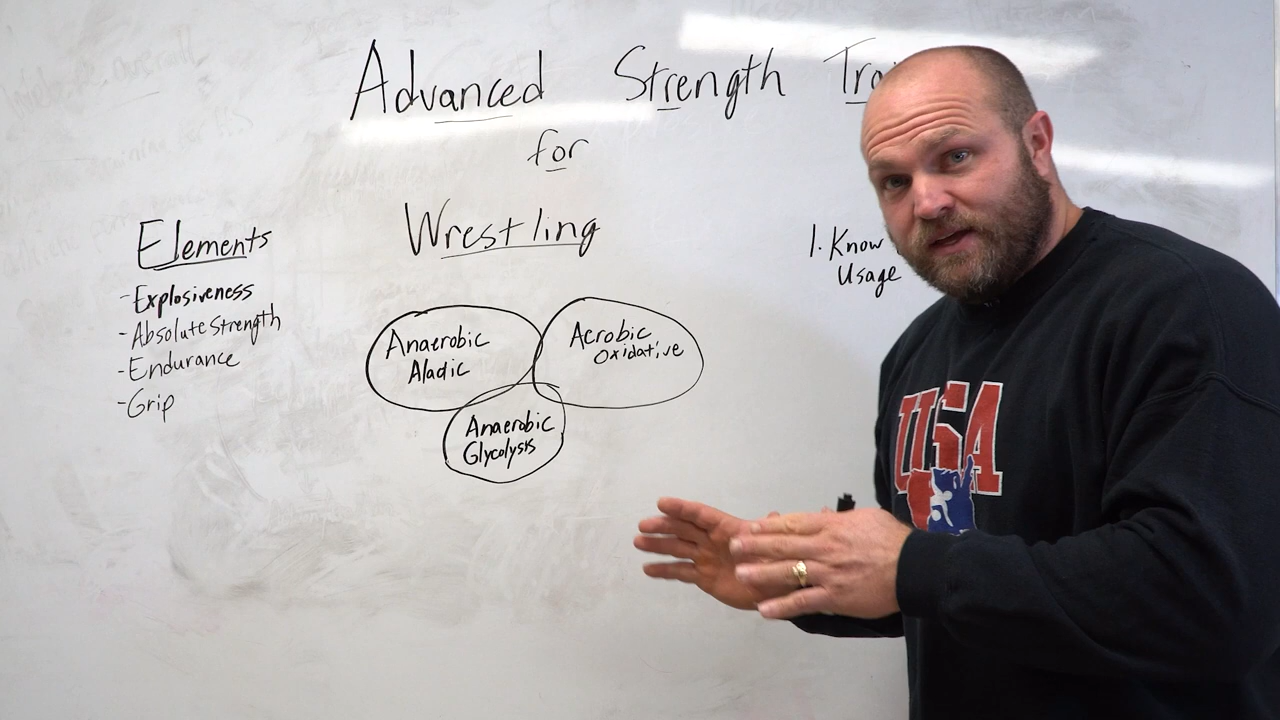 Advanced Strength Trai
for
Wrestling
Elements
- Explosiveness
- Absolute Strength
- Endurance
- Grip
Anaerobic
Aladic
Aerobic
Oxidative
Anaerobic
Glycolysis
1. Know
Usage
USA